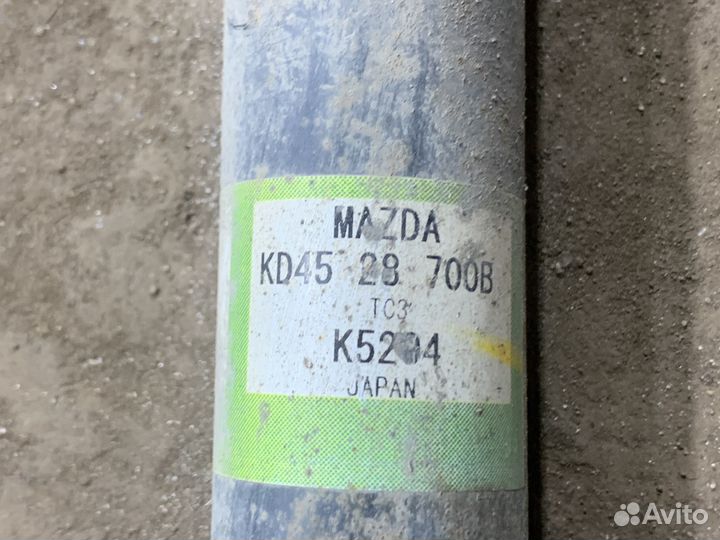 MAZDA
KD45 28 700B
TC3
JAPAN
Avito